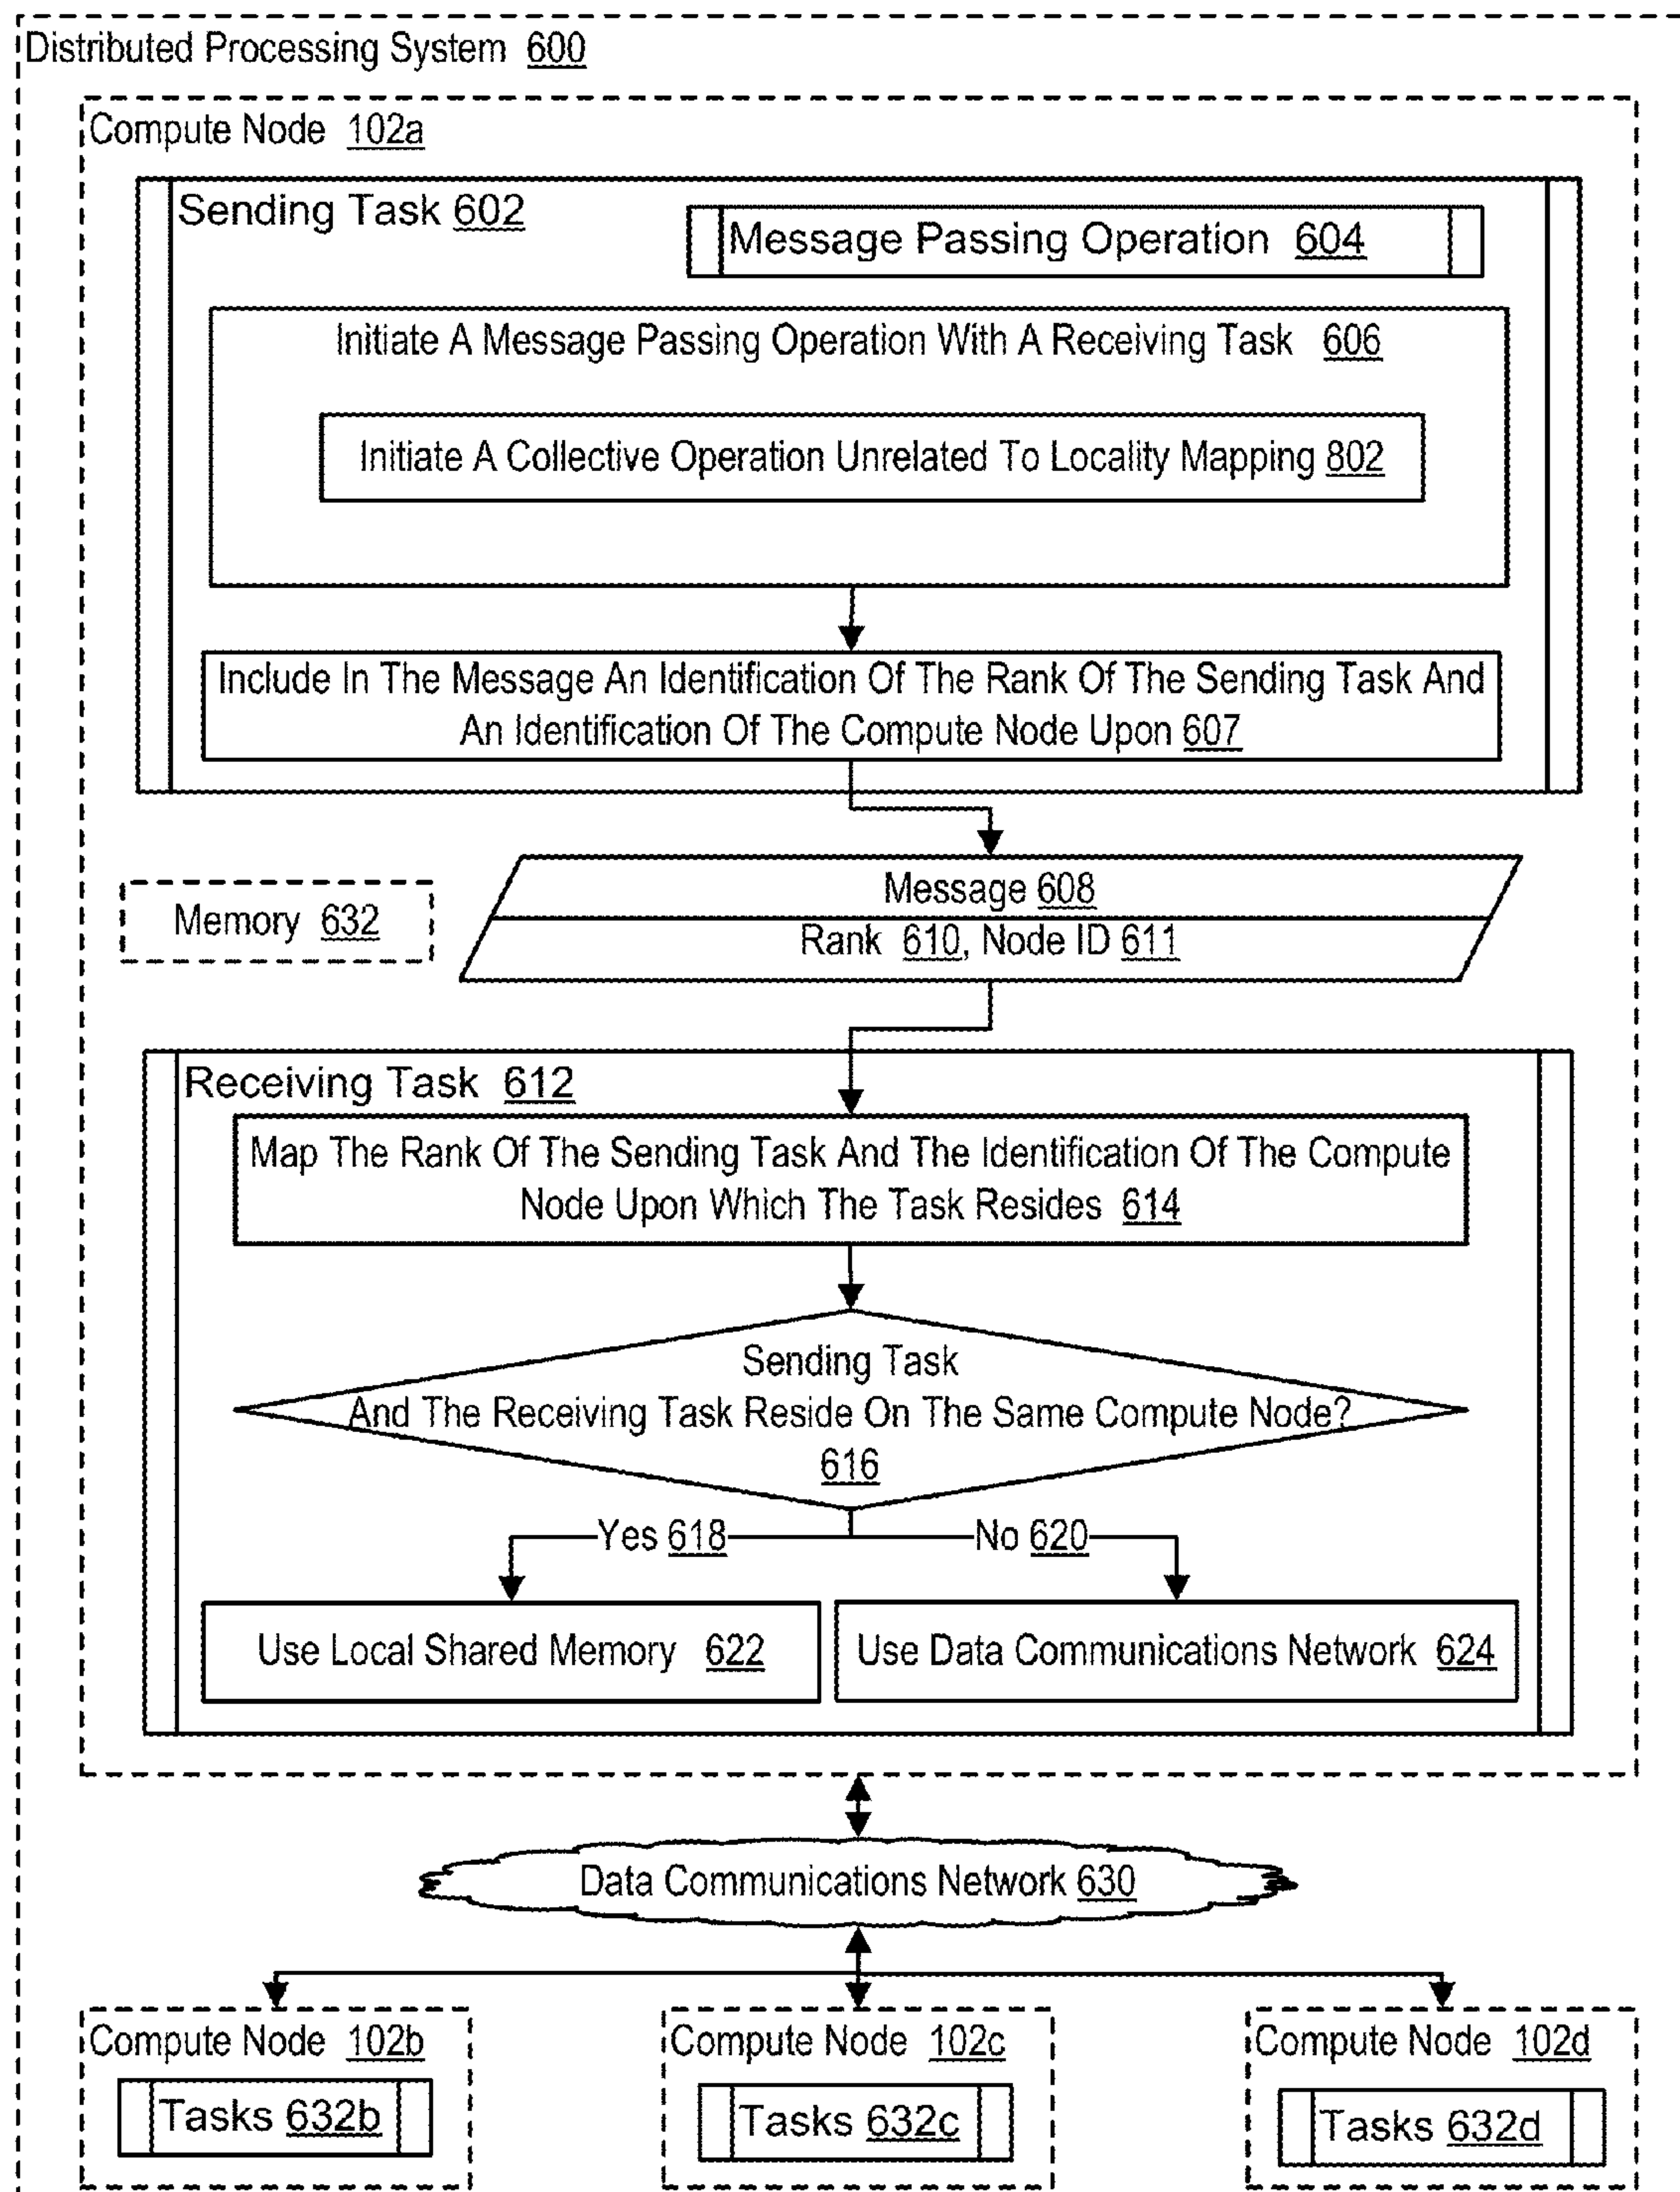 Distributed Processing System 600
Compute Node 102a
Sending Task 602
Message Passing Operation 604
Initiate A Message Passing Operation With A Receiving Task 606
Initiate A Collective Operation Unrelated To Locality Mapping 802
Include In The Message An Identification Of The Rank Of The Sending Task And
An Identification Of The Compute Node Upon 607
Message 608
Memory 632
Rank 610, Node ID 611
Receiving Task 612
Map The Rank Of The Sending Task And The Identification Of The Compute
Node Upon Which The Task Resides 614
Sending Task
And The Receiving Task Reside On The Same Compute Node?
616
Yes 618
No 620
Use Local Shared Memory 622
Use Data Communications Network 624
Data Communications Network 630
Compute Node 102b
Compute Node 102c
Compute Node 102d
Tasks 632b
Tasks 632c
Tasks 632d